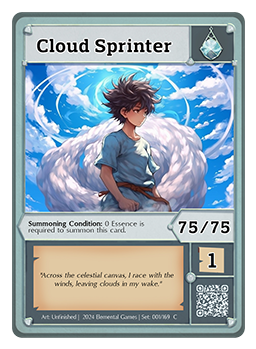 Cloud Sprinter
Summoning Condition: 0 Essence is
required to summon this card.
75/75
1
"Across the celestial canvas, I race with the
winds, leaving clouds in my wake."
Art: Unfinished | 2024 Elemental Games | Set: 001/169 C